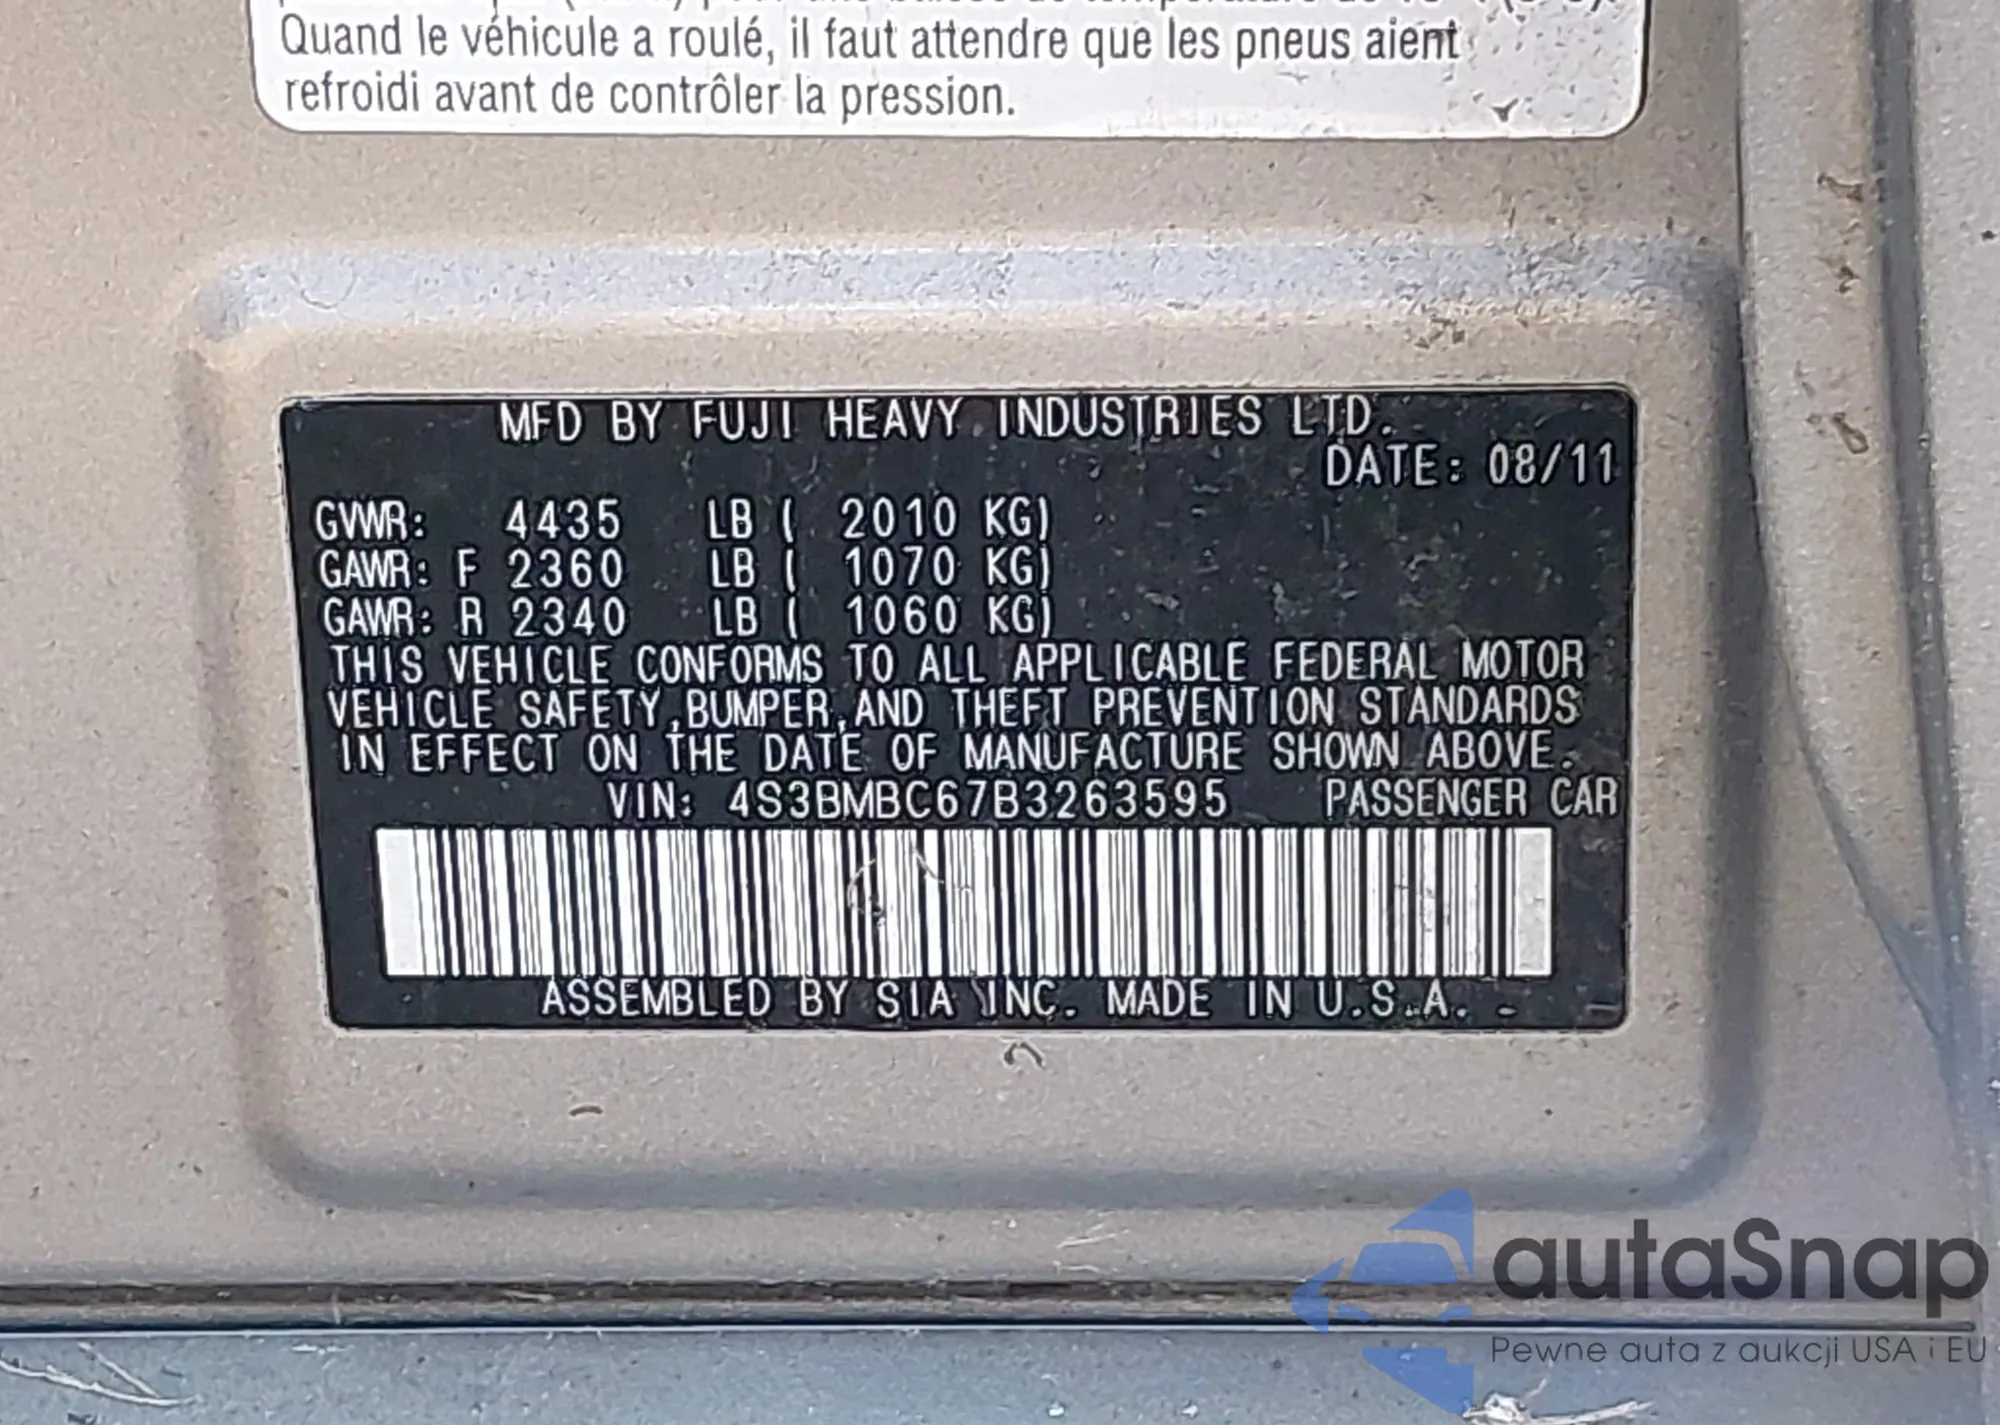 Quand le véhicule a roulé, il faut attendre que les pneus aient
refroidi avant de contrôler la pression.
MFD BY FUJI HEAVY INDUSTRIES LTD.
DATE: 08/11
GVWR: 4435 LB ( 2010 KG)
GAWR: F 2360 LB ( 1070 KG)
GAWR: R 2340 LB ( 1060 KG)
THIS VEHICLE CONFORMS TO ALL APPLICABLE FEDERAL MOTOR
VEHICLE SAFETY,BUMPER,AND THEFT PREVENTION STANDARDS
IN EFFECT ON THE DATE OF MANUFACTURE SHOWN ABOVE.
VIN: 4S3BMBC67B3263595 PASSENGER CAR
ASSEMBLED BY SIA INC. MADE IN U.S.A.
autaSnap
Pewne auta z aukcji USA i EU